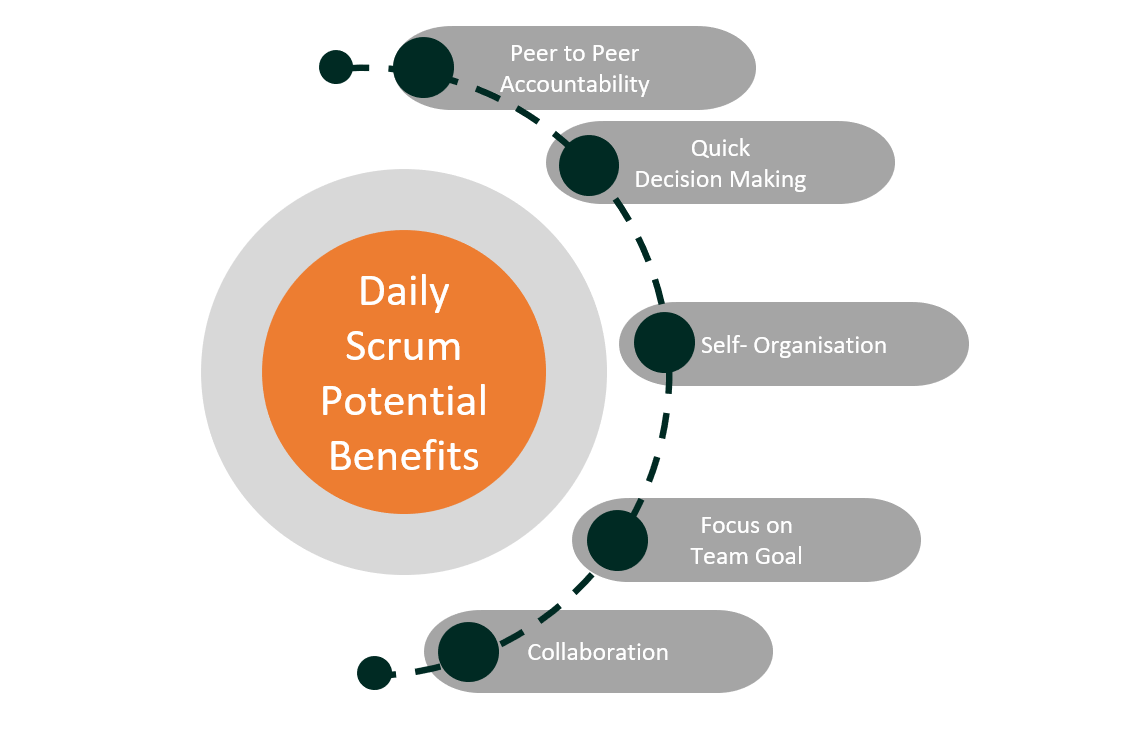 Peer to Peer
Accountability
Quick
Decision Making
Daily
Scrum
Potential
Benefits
Self- Organisation
Focus on
Team Goal
Collaboration